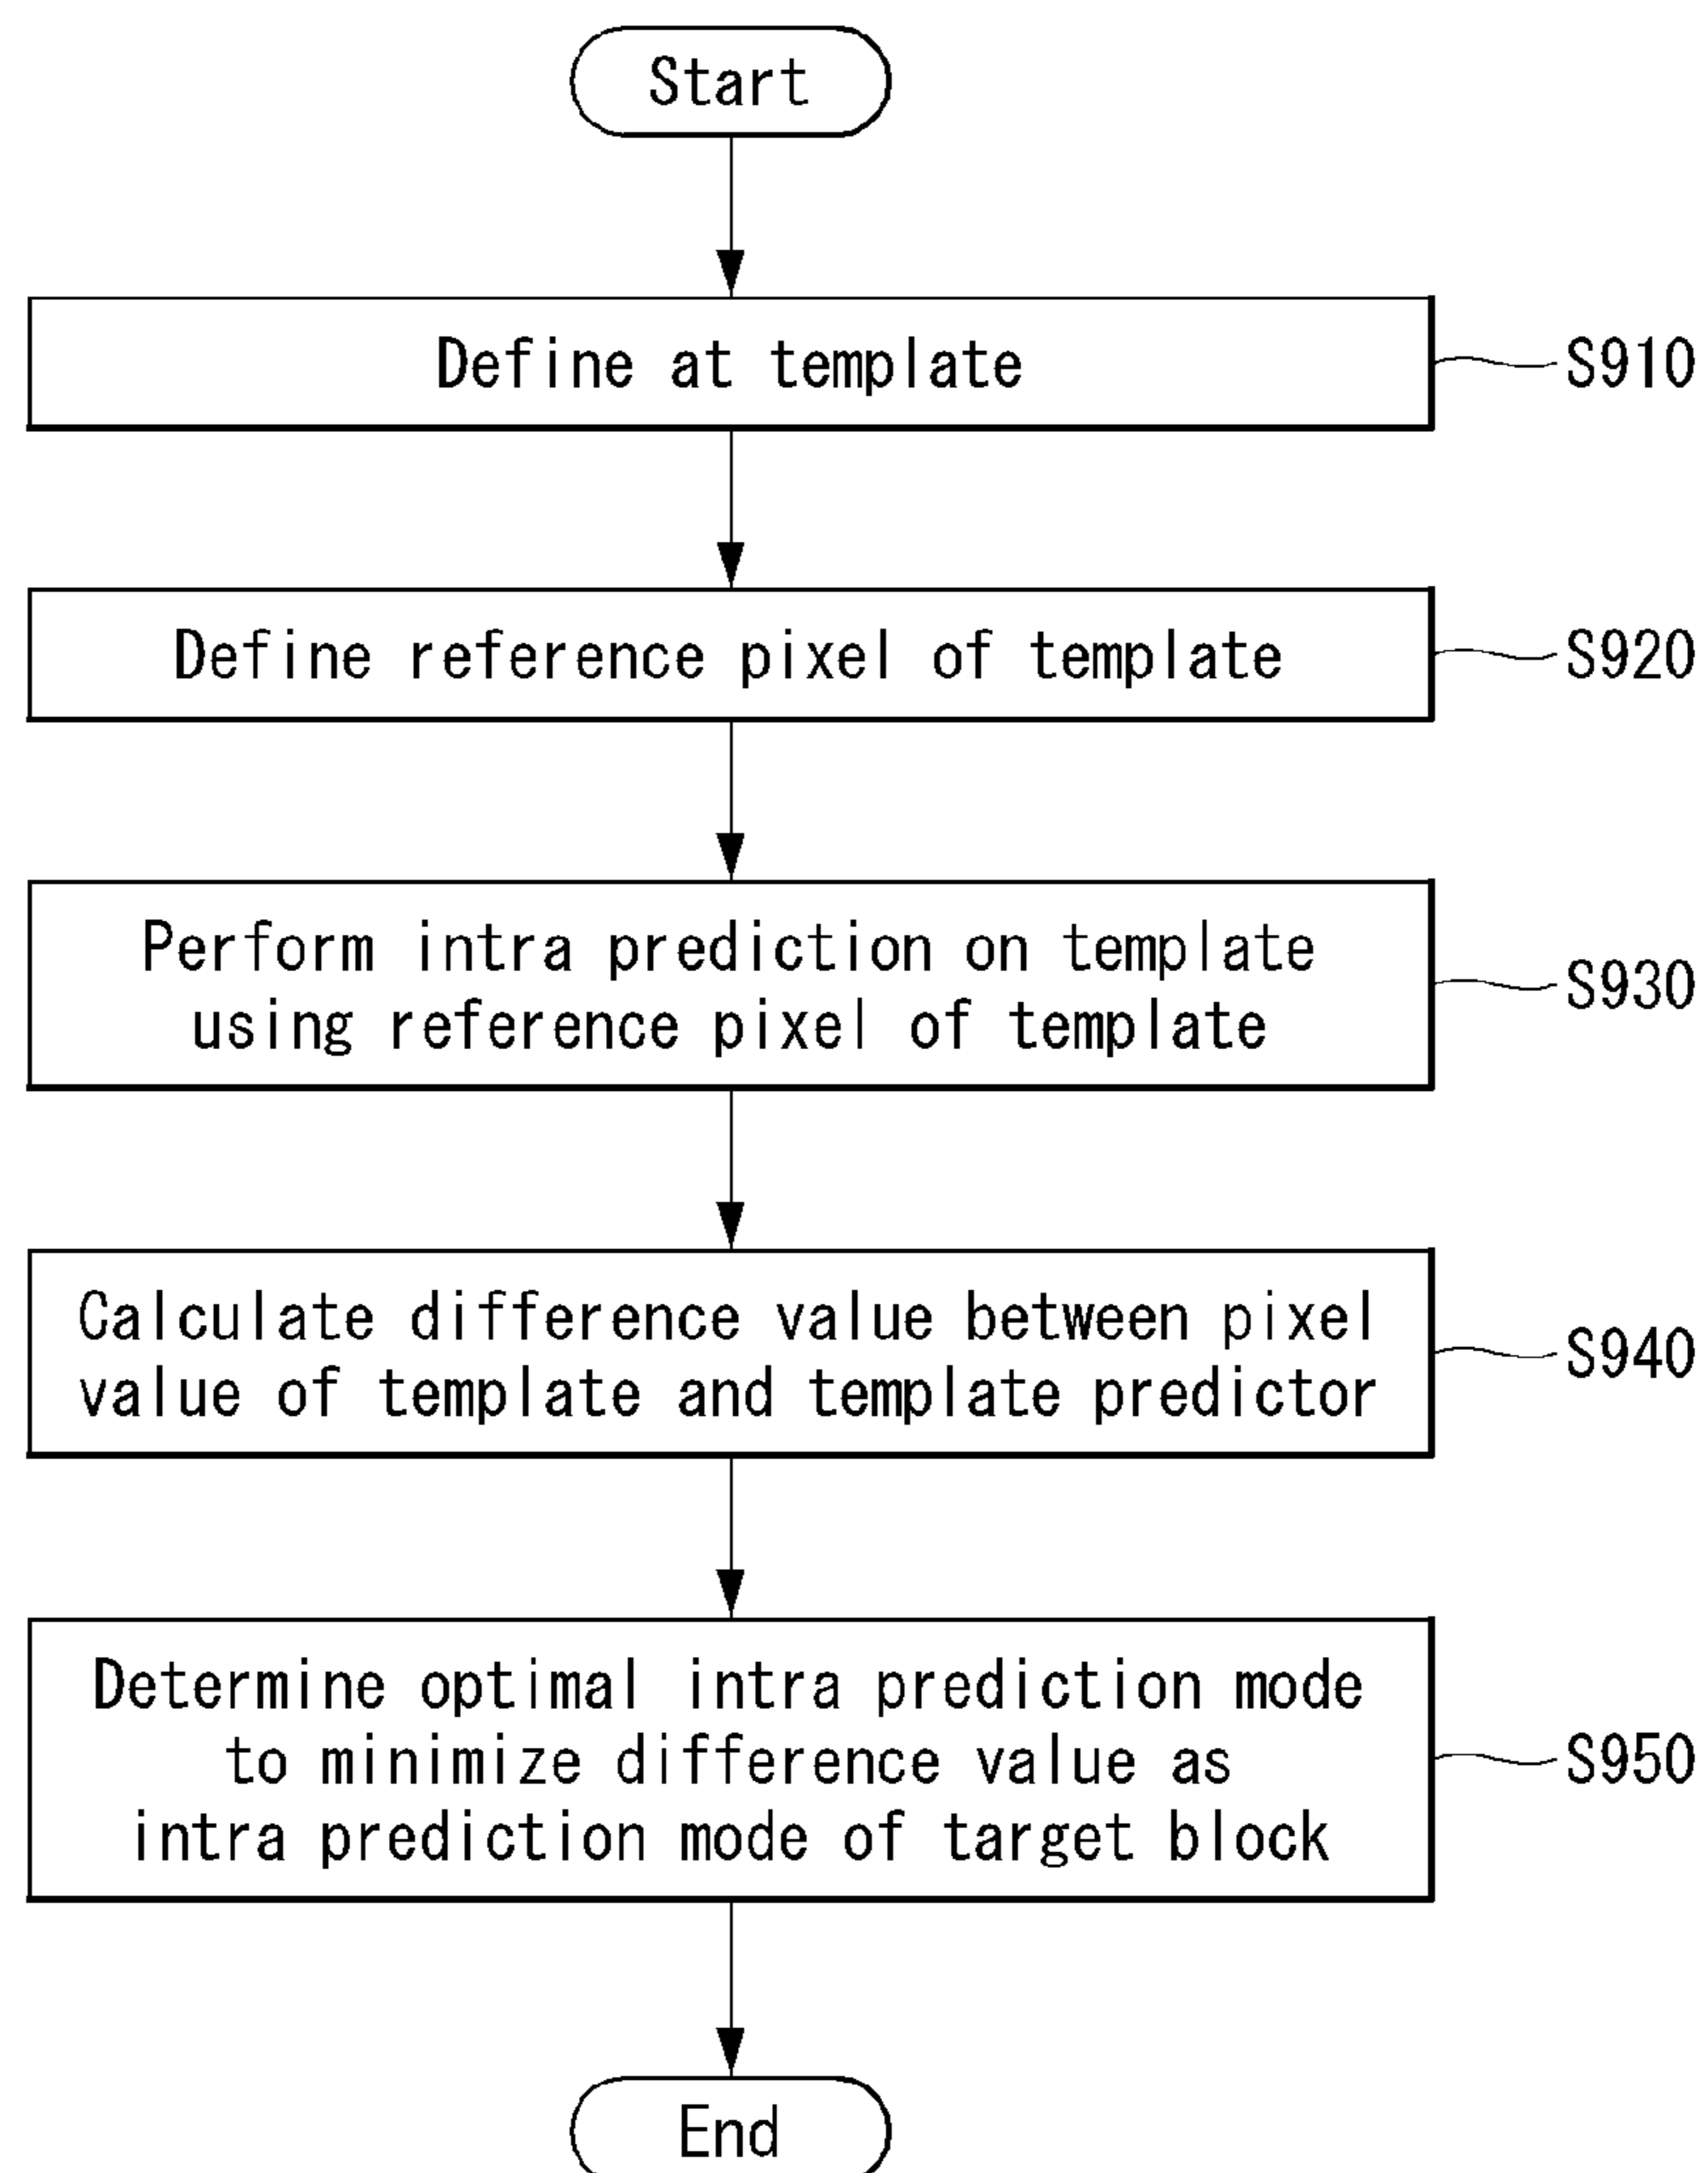 Start
Define at template
S910
Define reference pixel of template
S920
Perform intra prediction on template
using reference pixel of template
S930
Calculate difference value between pixel
value of template and template predictor
S940
Determine optimal intra prediction mode
to minimize difference value as
intra prediction mode of target block
S950
End